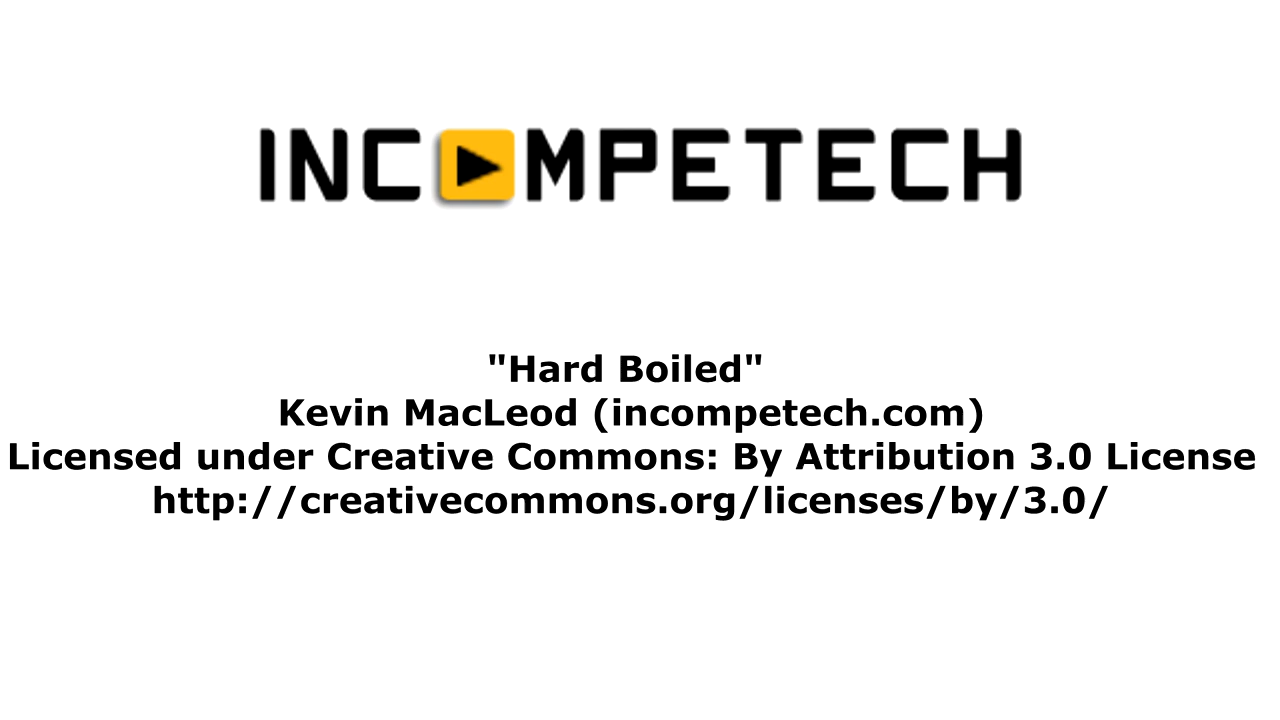 INCOMPETECH
"Hard Boiled"
Kevin MacLeod (incompetech.com)
Licensed under Creative Commons: By Attribution 3.0 License
http://creativecommons.org/licenses/by/3.0/